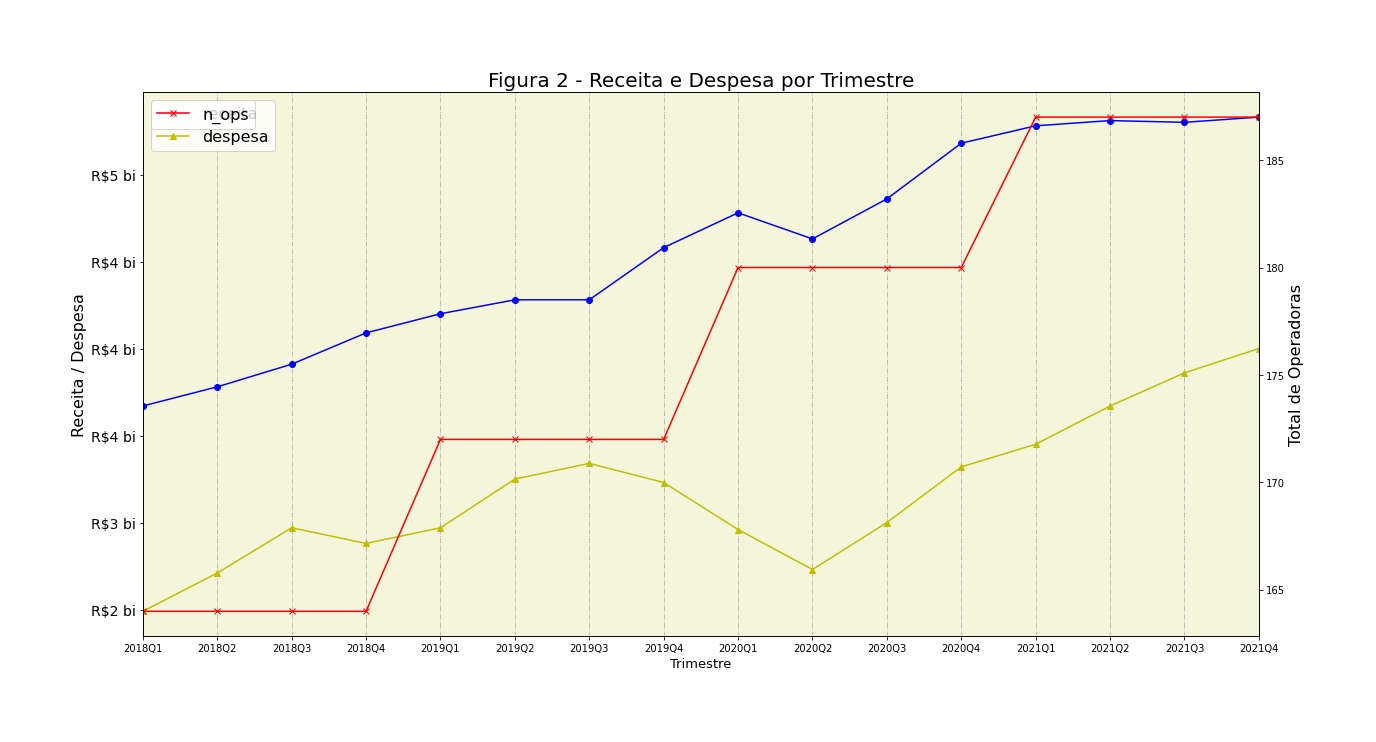 Figura 2 - Receita e Despesa por Trimestre
n_ops
despesa
R$5 bi
R$4 bi
R$4 bi
R$4 bi
R$3 bi
R$2 bi
Receita / Despesa
185
180
175
170
165
Total de Operadoras
2018Q1 2018Q2 2018Q3 2018Q4 2019Q1 2019Q2 2019Q3 2019Q4 2020Q1 2020Q2 2020Q3 2020Q4 2021Q1 2021Q2 2021Q3 2021Q4
Trimestre